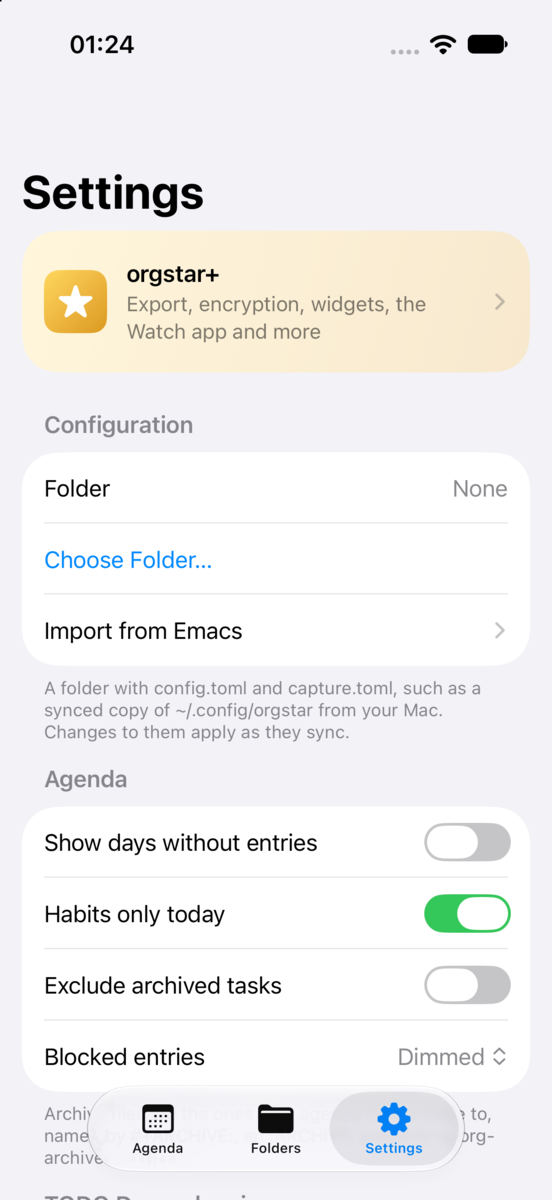 01:24
Settings
orgstar+
Export, encryption, widgets, the
Watch app and more
Configuration
Folder
None
Choose Folder...
Import from Emacs
A folder with config.toml and capture.toml, such as a
synced copy of ~/.config/orgstar from your Mac.
Changes to them apply as they sync.
Agenda
Show days without entries
Habits only today
Exclude archived tasks
Blocked entries
Dimmed
to,
org-
Agenda
Folders
Settings